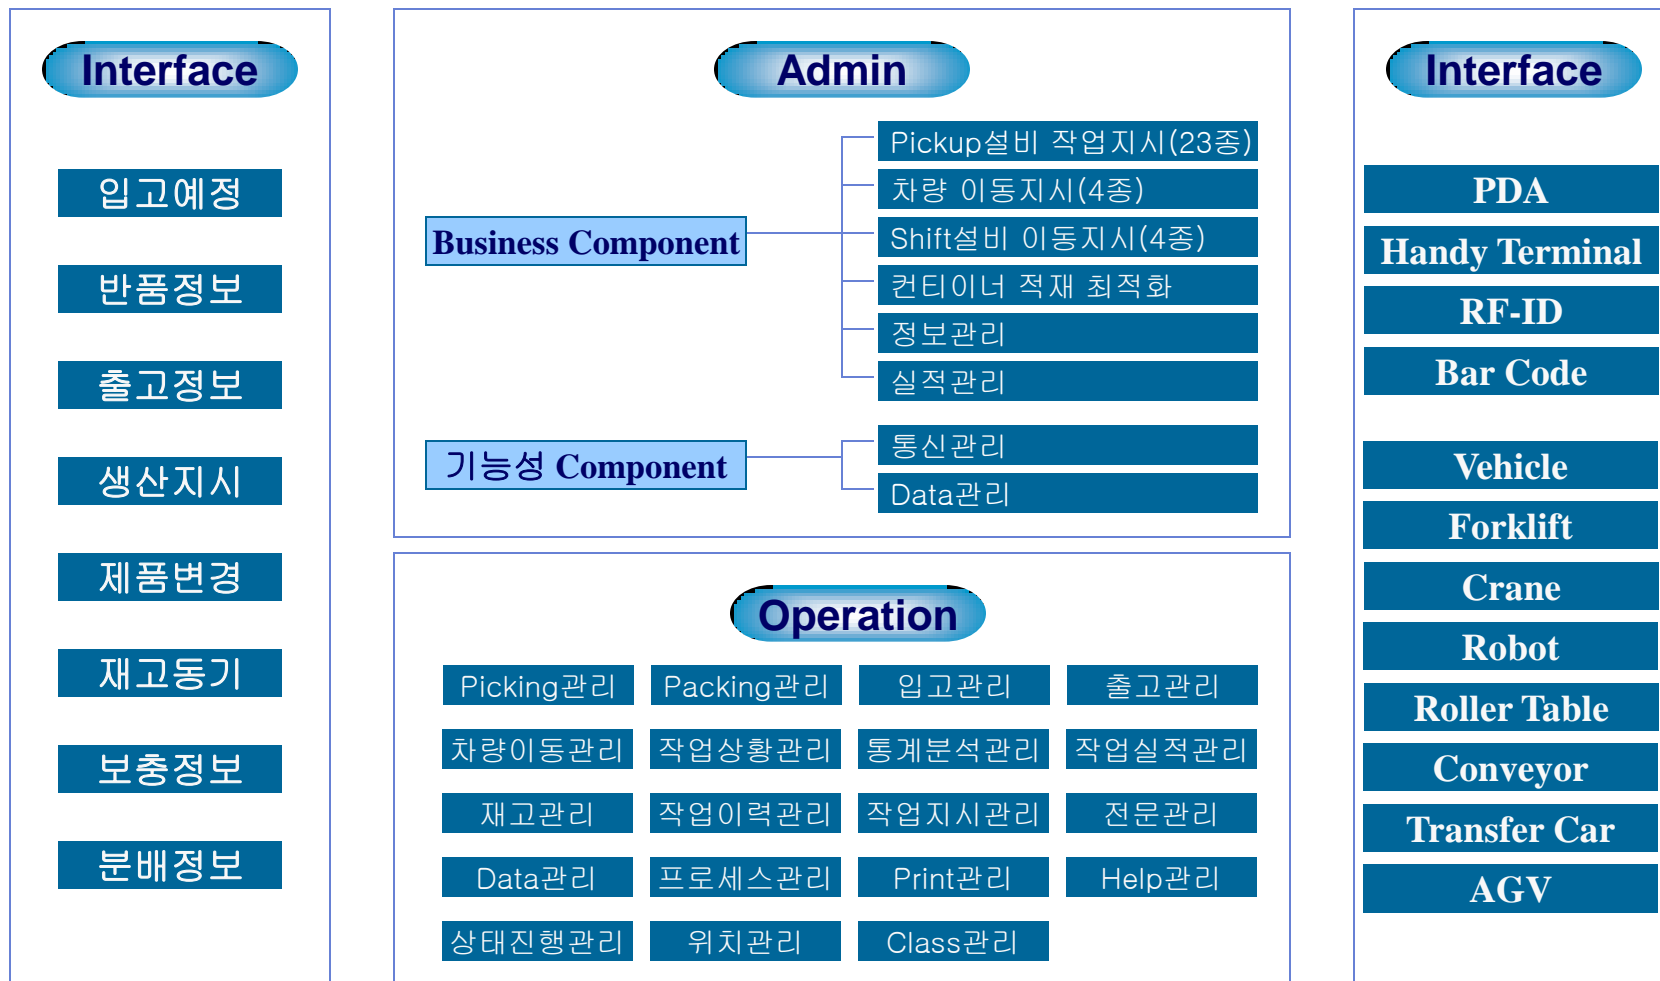 Interface
입고예정
반품정보
출고정보
생산지시
제품변경
재고동기
보충정보
분배정보
Admin
Business Component
Pickup설비 작업지시(23종)
차량 이동지시(4종)
Shift설비 이동지시(4종)
컨티이너 적재 최적화
정보관리
실적관리
기능성 Component
통신관리
Data관리
Operation
Picking관리 Packing관리 입고관리 출고관리
차량이동관리 작업상황관리 통계분석관리 작업실적관리
재고관리 작업이력관리 작업지시관리 전문관리
Data관리 프로세스관리 Print관리 Help관리
상태진행관리 위치관리 Class관리
Interface
PDA
Handy Terminal
RF-ID
Bar Code
Vehicle
Forklift
Crane
Robot
Roller Table
Conveyor
Transfer Car
AGV